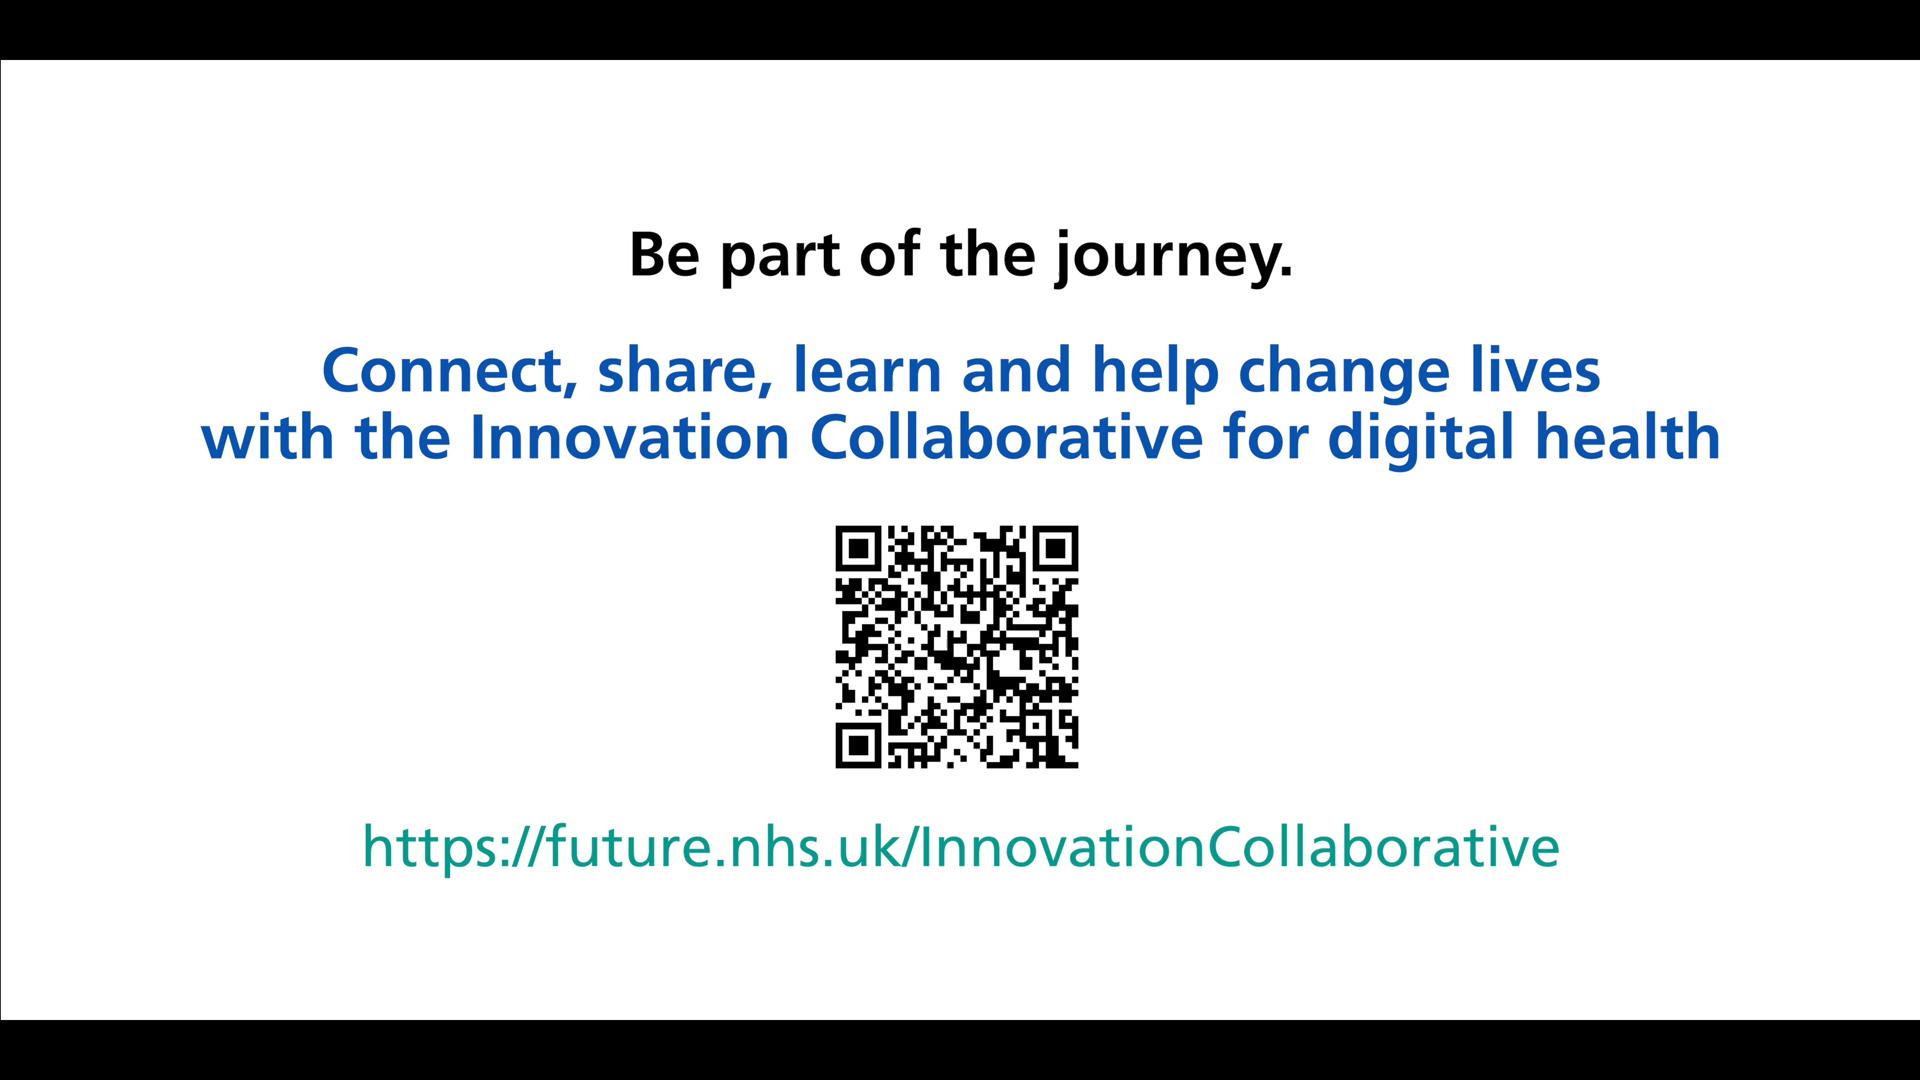 Be part of the journey.
Connect, share, learn and help change lives
with the Innovation Collaborative for digital health
https://future.nhs.uk/InnovationCollaborative